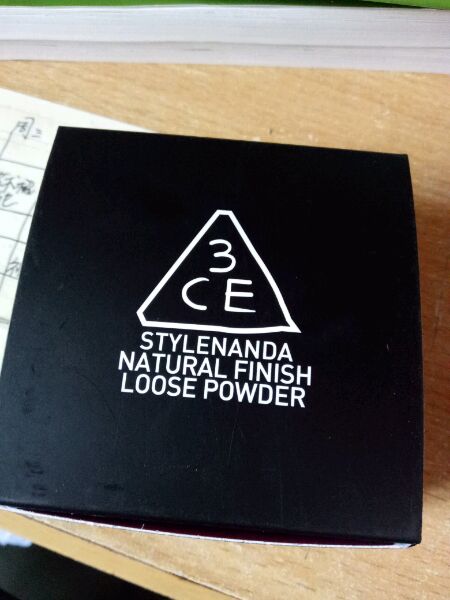 3
CE
STYLENANDA
NATURAL FINISH
LOOSE POWDER